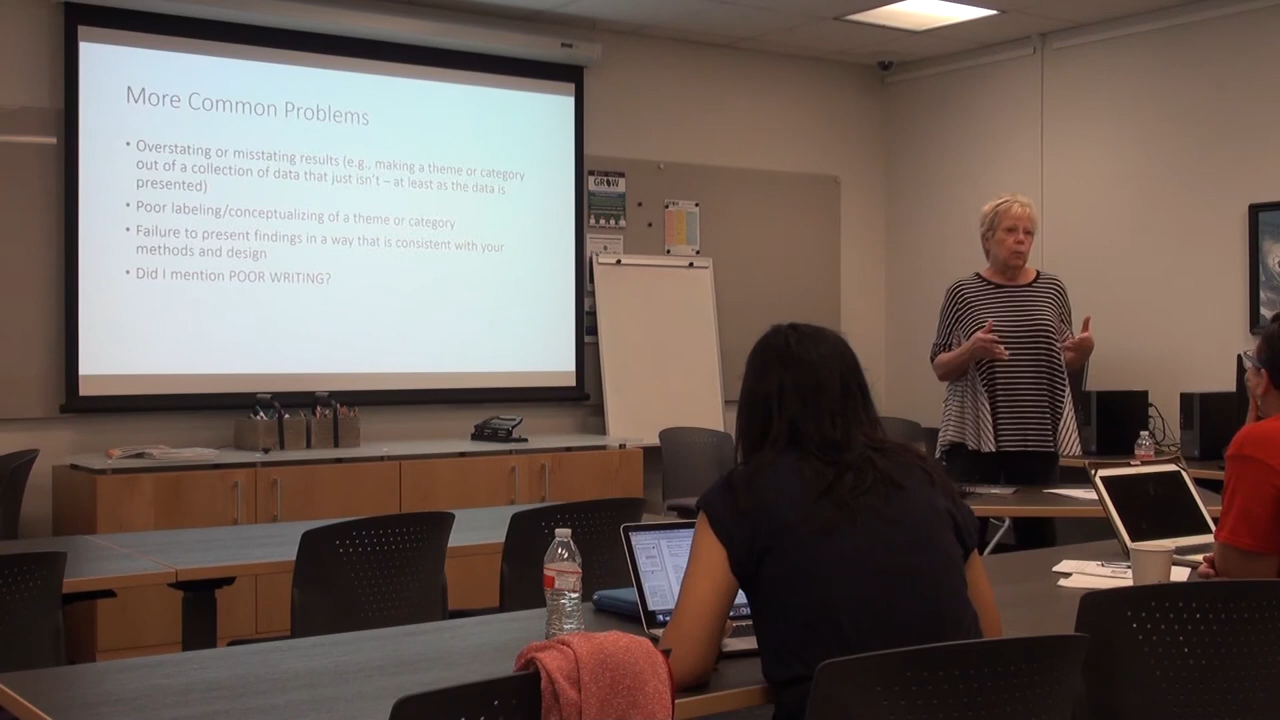 More Common Problems
• Overstating or misstating results (e.g., making a theme or category
out of a collection of data that just isn't – at least as the data is
presented)
• Poor labeling/conceptualizing of a theme or category
• Failure to present findings in a way that is consistent with your
methods and design
• Did I mention POOR WRITING?
GROW